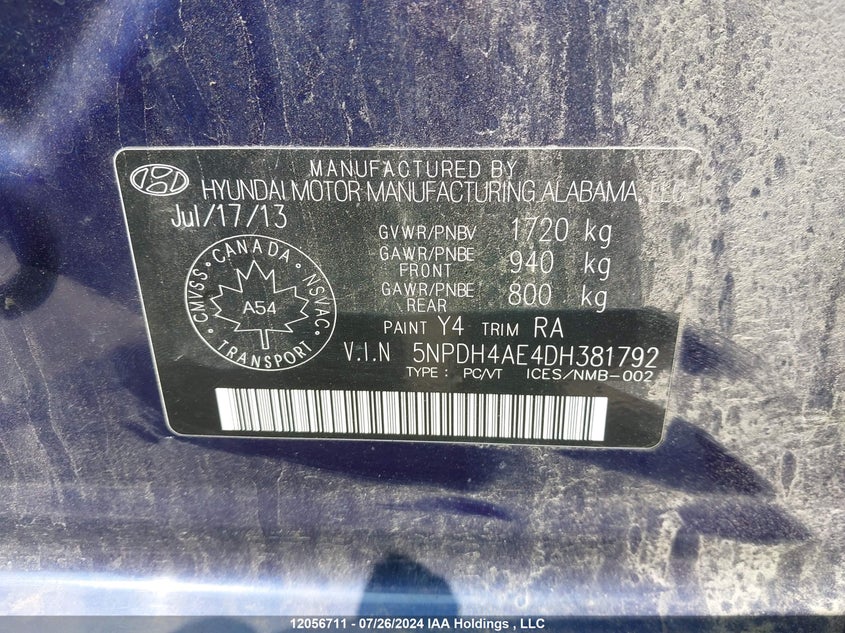 MANUFACTURED BY
HYUNDAI MOTOR MANUFACTURING ALABAMA, LLC
Jul/17/13
GVWR/PNBV 1720 kg
GAWR/PNBE FRONT 940 kg
GAWR/PNBE REAR 800 kg
CMVSS · CANADA · NSVAC · TRANSPORT
A54
PAINT Y4 TRIM RA
V.I.N 5NPDH4AE4DH381792
TYPE : PC/VT ICES/NMB-002
12056711 - 07/26/2024 IAA Holdings , LLC